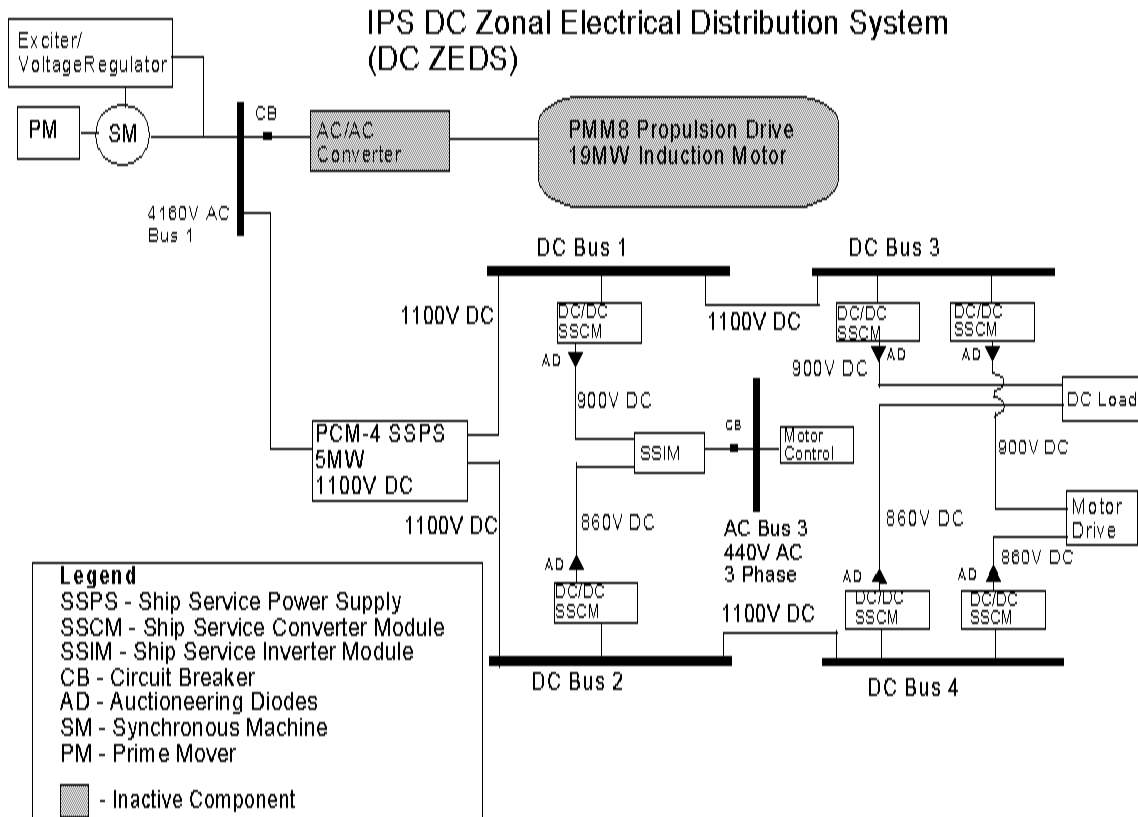 IPS DC Zonal Electrical Distribution System
(DC ZEDS)
Exciter/
VoltageRegulator
PM
SM
CB
AC/AC
Converter
PMM8 Propulsion Drive
19MW Induction Motor
4160V AC
Bus 1
DC Bus 1
DC Bus 3
1100V DC
DC/DC
SSCM
1100V DC
DC/DC
SSCM
DC/DC
SSCM
AD
AD
AD
900V DC
900V DC
DC Load
PCM-4 SSPS
5MW
1100V DC
SSIM
CB
Motor
Control
900V DC
1100V DC
860V DC
AC Bus 3
440V AC
3 Phase
860V DC
Motor
Drive
860V DC
AD
AD
AD
DC/DC
SSCM
DC/DC
SSCM
DC/DC
SSCM
1100V DC
DC Bus 2
DC Bus 4
Legend
SSPS - Ship Service Power Supply
SSCM - Ship Service Converter Module
SSIM - Ship Service Inverter Module
CB - Circuit Breaker
AD - Auctioneering Diodes
SM - Synchronous Machine
PM - Prime Mover
- Inactive Component